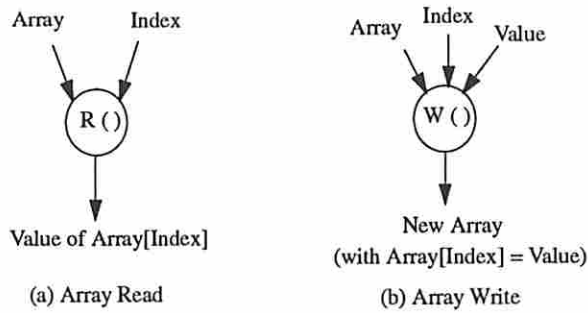 Array Index
R ( )
Value of Array[Index]
(a) Array Read
Array Index Value
W ( )
New Array
(with Array[Index] = Value)
(b) Array Write